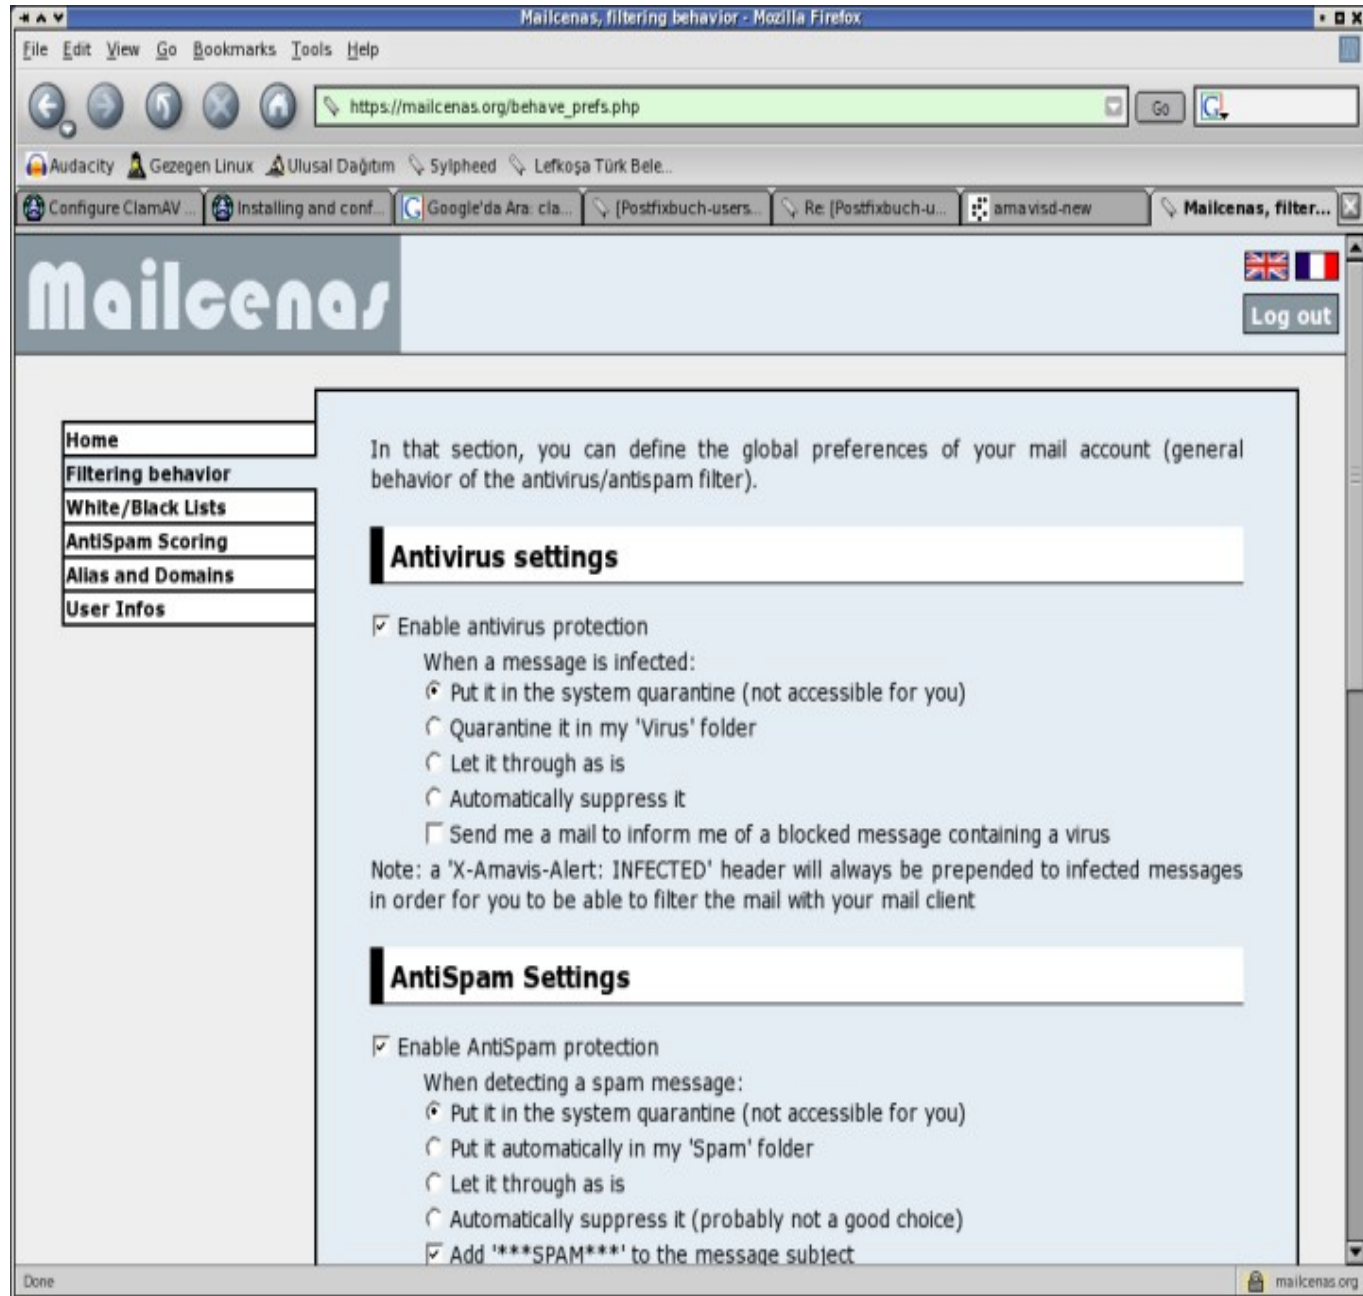 Mailcenas, filtering behavior - Mozilla Firefox
File Edit View Go Bookmarks Tools Help
https://mailcenas.org/behave_prefs.php
Go
G
Audacity Gezegen Linux Ulusal Dağıtım Sylpheed Lefkoşa Türk Bele...
Configure ClamAV ... Installing and conf... Google'da Ara: cla... [Postfixbuch-users... Re: [Postfixbuch-u... amavisd-new Mailcenas, filter...
Mailcenas
Log out
Home
Filtering behavior
White/Black Lists
AntiSpam Scoring
Alias and Domains
User Infos
In that section, you can define the global preferences of your mail account (general
behavior of the antivirus/antispam filter).
Antivirus settings
Enable antivirus protection
When a message is infected:
Put it in the system quarantine (not accessible for you)
Quarantine it in my 'Virus' folder
Let it through as is
Automatically suppress it
Send me a mail to inform me of a blocked message containing a virus
Note: a 'X-Amavis-Alert: INFECTED' header will always be prepended to infected messages
in order for you to be able to filter the mail with your mail client
AntiSpam Settings
Enable AntiSpam protection
When detecting a spam message:
Put it in the system quarantine (not accessible for you)
Put it automatically in my 'Spam' folder
Let it through as is
Automatically suppress it (probably not a good choice)
Add '***SPAM***' to the message subject
Done
mailcenas.org